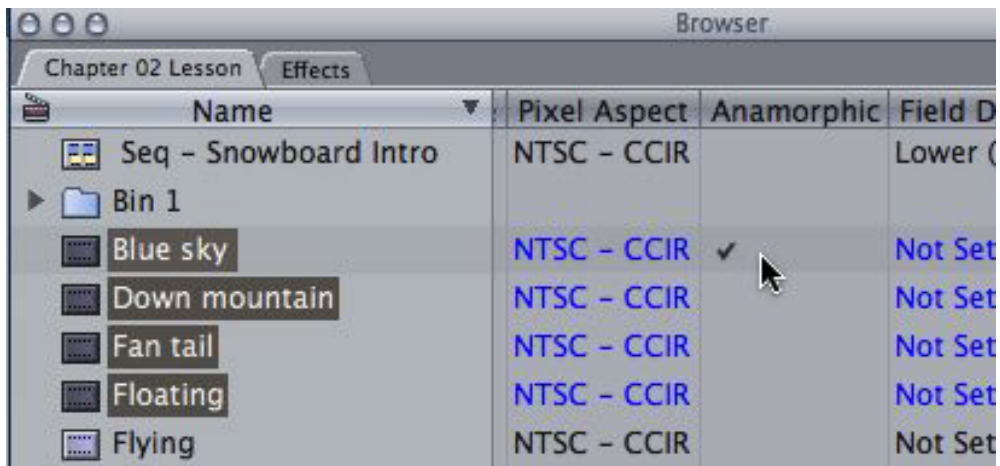 Browser
Chapter 02 Lesson Effects
Name Pixel Aspect Anamorphic Field D
Seq – Snowboard Intro NTSC – CCIR Lower (
Bin 1
Blue sky NTSC – CCIR ✓ Not Set
Down mountain NTSC – CCIR Not Set
Fan tail NTSC – CCIR Not Set
Floating NTSC – CCIR Not Set
Flying NTSC – CCIR Not Set